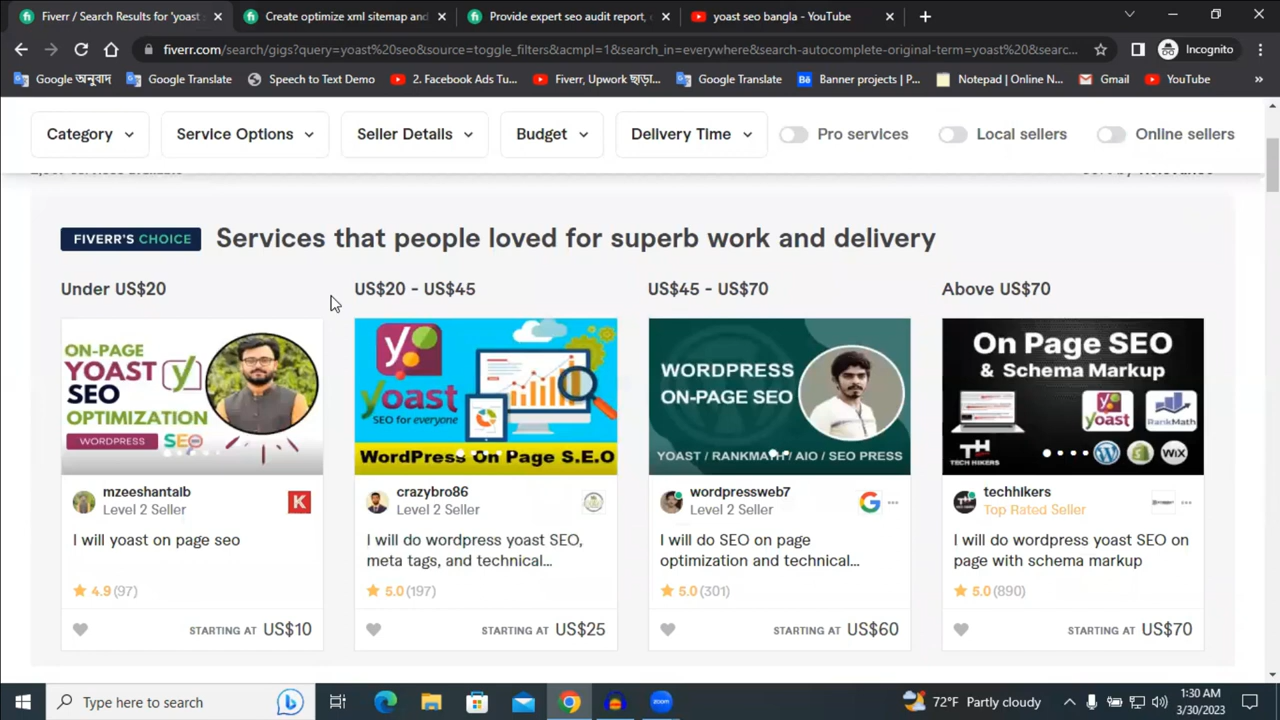 Fiverr / Search Results for 'yoast
Create optimize xml sitemap and
Provide expert seo audit report,
yoast seo bangla - YouTube
fiverr.com/search/gigs?query=yoast%20seo&source=toggle_filters&acmpl=1&search_in=everywhere&search-autocomplete-original-term=yoast%20&searc...
Incognito
Google অনুবাদ
Google Translate
Speech to Text Demo
2. Facebook Ads Tu...
Fiverr, Upwork ছাড়া...
Google Translate
Banner projects | P...
Notepad | Online N...
Gmail
YouTube
Category
Service Options
Seller Details
Budget
Delivery Time
Pro services
Local sellers
Online sellers
FIVERR'S CHOICE
Services that people loved for superb work and delivery
Under US$20
US$20 - US$45
US$45 - US$70
Above US$70
ON-PAGE
YOAST
SEO
OPTIMIZATION
WORDPRESS
SEO
yoast
SEO for everyone
WordPress On Page S.E.O
WORDPRESS
ON-PAGE SEO
YOAST / RANKMATH / AIO / SEO PRESS
On Page SEO
& Schema Markup
yoast
RANKMATH
TECH HIKERS
WIX
mzeeshantalb
Level 2 Seller
K
I will yoast on page seo
4.9 (97)
STARTING AT US$10
crazybro86
Level 2 Seller
I will do wordpress yoast SEO,
meta tags, and technical...
5.0 (197)
STARTING AT US$25
wordpressweb7
Level 2 Seller
I will do SEO on page
optimization and technical...
5.0 (301)
STARTING AT US$60
techhikers
Top Rated Seller
I will do wordpress yoast SEO on
page with schema markup
5.0 (890)
STARTING AT US$70
Type here to search
zoom
72°F Partly cloudy
1:30 AM
3/30/2023